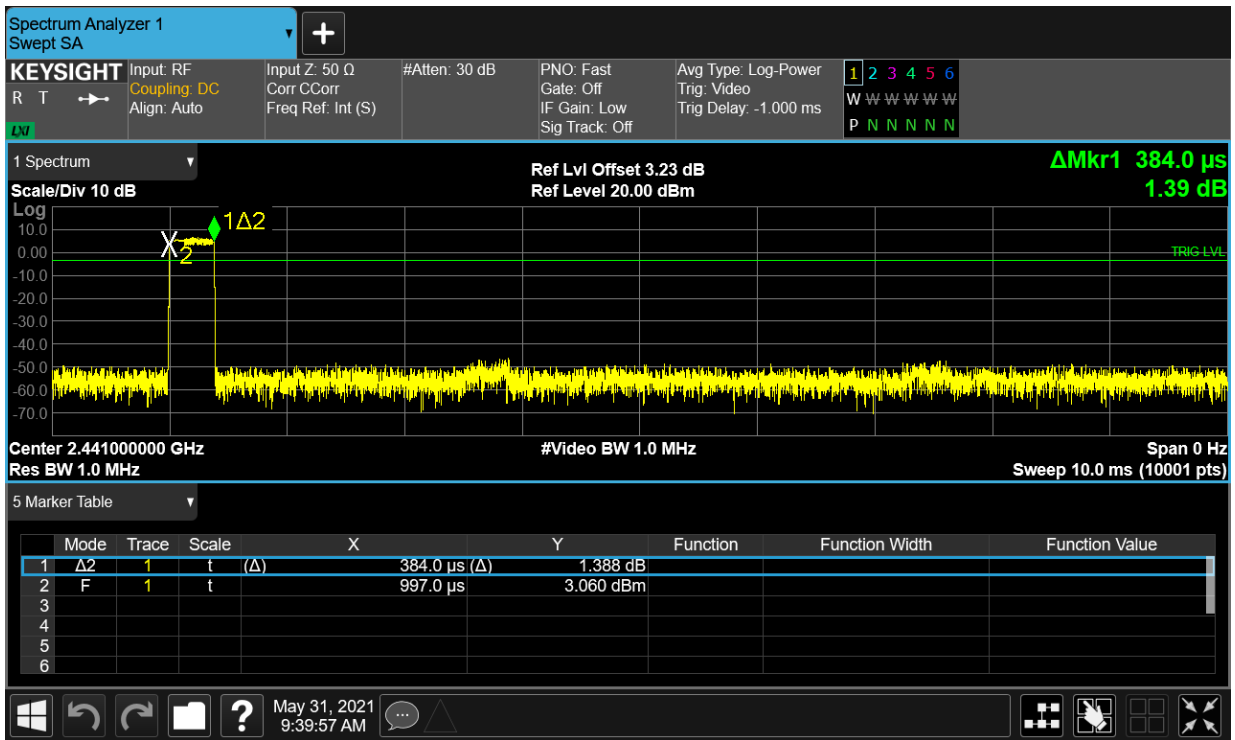 Spectrum Analyzer 1
Swept SA
KEYSIGHT
R T
LXI
Input: RF
Coupling: DC
Align: Auto
Input Z: 50 Ω
Corr CCorr
Freq Ref: Int (S)
#Atten: 30 dB
PNO: Fast
Gate: Off
IF Gain: Low
Sig Track: Off
Avg Type: Log-Power
Trig: Video
Trig Delay: -1.000 ms
1 2 3 4 5 6
W W W W W W
P N N N N N
1 Spectrum
Scale/Div 10 dB
Ref Lvl Offset 3.23 dB
Ref Level 20.00 dBm
ΔMkr1 384.0 µs
1.39 dB
Log
10.0
0.00
-10.0
-20.0
-30.0
-40.0
-50.0
-60.0
-70.0
1Δ2
2
TRIG LVL
Center 2.441000000 GHz
Res BW 1.0 MHz
#Video BW 1.0 MHz
Span 0 Hz
Sweep 10.0 ms (10001 pts)
5 Marker Table
Mode Trace Scale X Y Function Function Width Function Value
1 Δ2 1 t (Δ) 384.0 µs (Δ) 1.388 dB
2 F 1 t 997.0 µs 3.060 dBm
3
4
5
6
?
May 31, 2021
9:39:57 AM